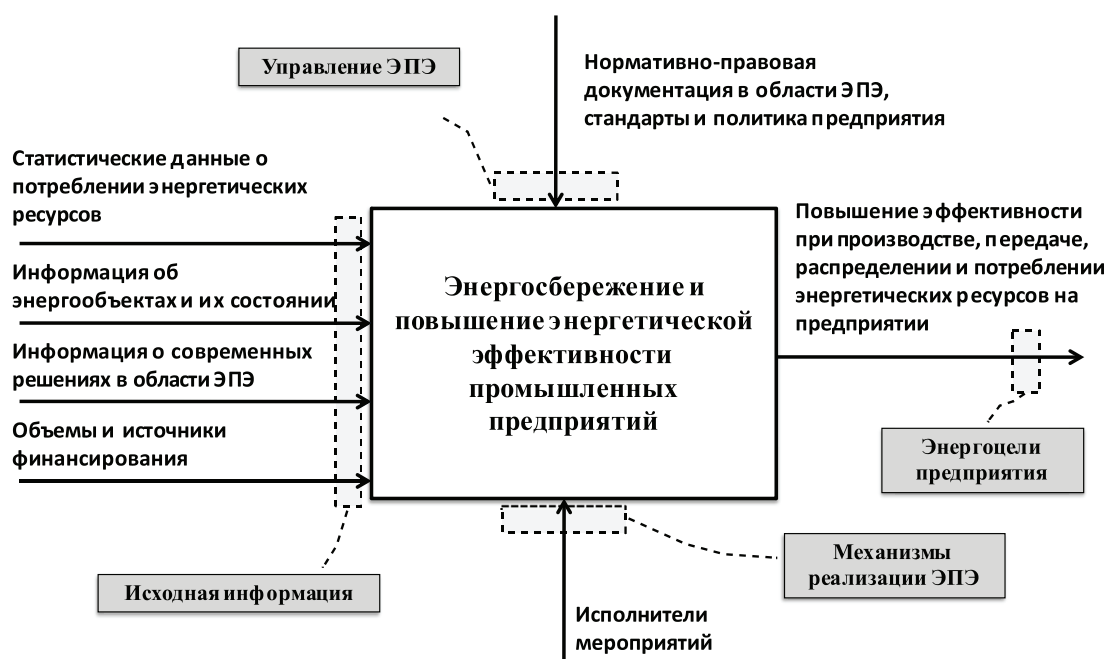 Управление ЭПЭ
Нормативно-правовая
документация в области ЭПЭ,
стандарты и политика предприятия
Статистические данные о
потреблении энергетических
ресурсов
Информация об
энергообъектах и их состоянии
Информация о современных
решениях в области ЭПЭ
Объемы и источники
финансирования
Энергосбережение и
повышение энергетической
эффективности
промышленных
предприятий
Повышение эффективности
при производстве, передаче,
распределении и потреблении
энергетических ресурсов на
предприятии
Энергоцели
предприятия
Механизмы
реализации ЭПЭ
Исходная информация
Исполнители
мероприятий